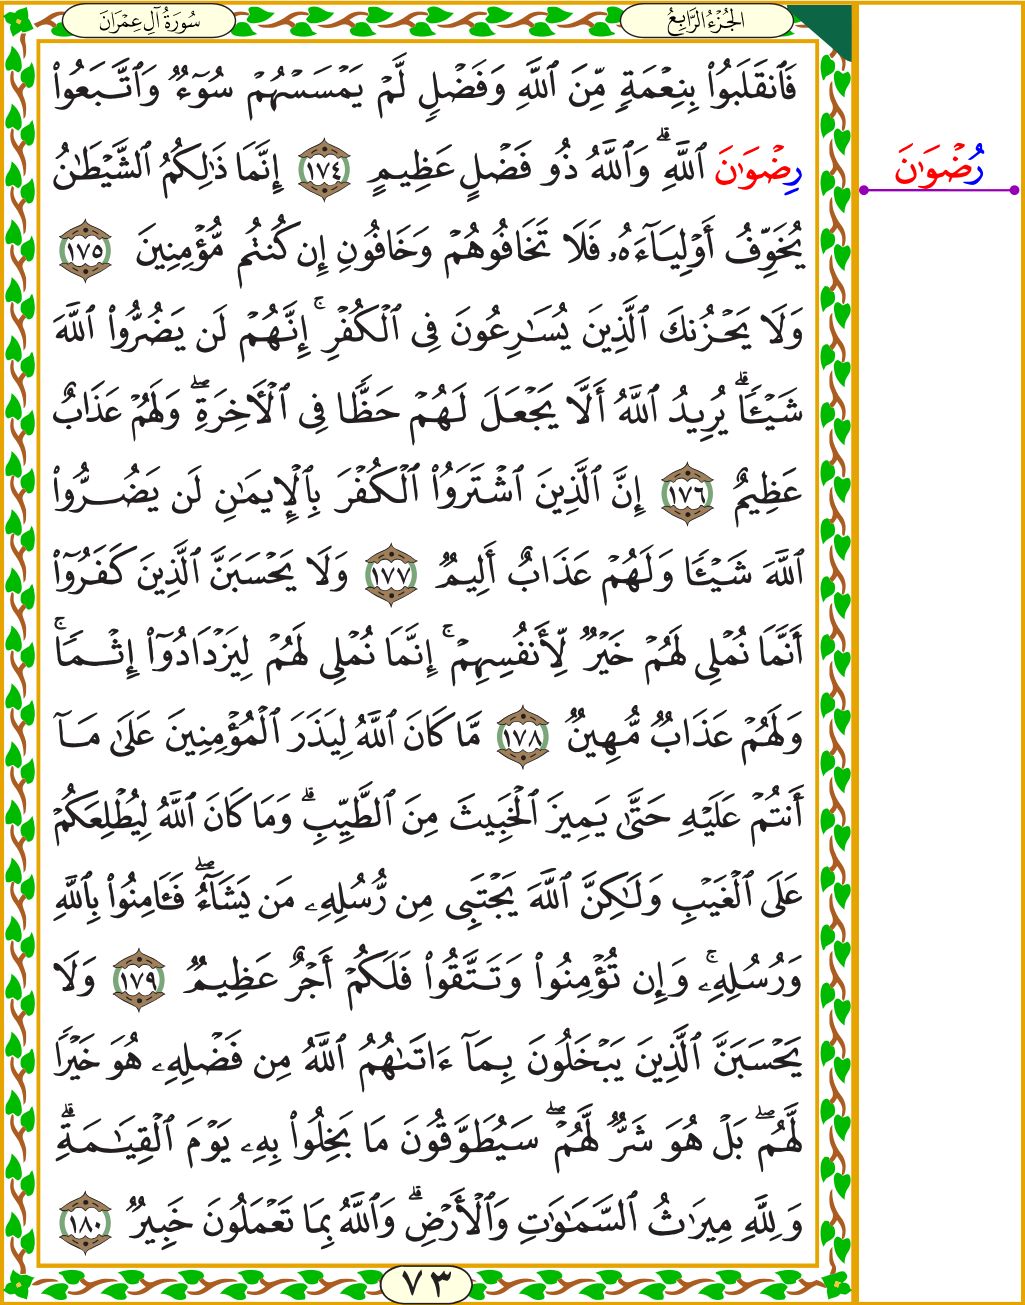 سُورَةُ آلِ عِمْرَانَ
الجُزْءُ الرَّابِعُ
فَٱنقَلَبُوا۟ بِنِعْمَةٍ مِّنَ ٱللَّهِ وَفَضْلٍ لَّمْ يَمْسَسْهُمْ سُوٓءٌ وَٱتَّبَعُوا۟
رِضْوَٰنَ ٱللَّهِ ۗ وَٱللَّهُ ذُو فَضْلٍ عَظِيمٍ ١٧٤ إِنَّمَا ذَٰلِكُمُ ٱلشَّيْطَٰنُ
رُضْوَٰنَ
يُخَوِّفُ أَوْلِيَآءَهُۥ فَلَا تَخَافُوهُمْ وَخَافُونِ إِن كُنتُم مُّؤْمِنِينَ ١٧٥
وَلَا يَحْزُنكَ ٱلَّذِينَ يُسَٰرِعُونَ فِى ٱلْكُفْرِ ۚ إِنَّهُمْ لَن يَضُرُّوا۟ ٱللَّهَ
شَيْـًٔا ۗ يُرِيدُ ٱللَّهُ أَلَّا يَجْعَلَ لَهُمْ حَظًّا فِى ٱلْءَاخِرَةِ ۖ وَلَهُمْ عَذَابٌ
عَظِيمٌ ١٧٦ إِنَّ ٱلَّذِينَ ٱشْتَرَوُا۟ ٱلْكُفْرَ بِٱلْإِيمَٰنِ لَن يَضُرُّوا۟
ٱللَّهَ شَيْـًٔا وَلَهُمْ عَذَابٌ أَلِيمٌ ١٧٧ وَلَا يَحْسَبَنَّ ٱلَّذِينَ كَفَرُوٓا۟
أَنَّمَا نُمْلِى لَهُمْ خَيْرٌ لِّأَنفُسِهِمْ ۚ إِنَّمَا نُمْلِى لَهُمْ لِيَزْدَادُوٓا۟ إِثْمًا ۚ
وَلَهُمْ عَذَابٌ مُّهِينٌ ١٧٨ مَّا كَانَ ٱللَّهُ لِيَذَرَ ٱلْمُؤْمِنِينَ عَلَىٰ مَآ
أَنتُمْ عَلَيْهِ حَتَّىٰ يَمِيزَ ٱلْخَبِيثَ مِنَ ٱلطَّيِّبِ ۗ وَمَا كَانَ ٱللَّهُ لِيُطْلِعَكُمْ
عَلَى ٱلْغَيْبِ وَلَٰكِنَّ ٱللَّهَ يَجْتَبِى مِن رُّسُلِهِۦ مَن يَشَآءُ ۖ فَـَٔامِنُوا۟ بِٱللَّهِ
وَرُسُلِهِۦ ۚ وَإِن تُؤْمِنُوا۟ وَتَتَّقُوا۟ فَلَكُمْ أَجْرٌ عَظِيمٌ ١٧٩ وَلَا
يَحْسَبَنَّ ٱلَّذِينَ يَبْخَلُونَ بِمَآ ءَاتَىٰهُمُ ٱللَّهُ مِن فَضْلِهِۦ هُوَ خَيْرًا
لَّهُم ۖ بَلْ هُوَ شَرٌّ لَّهُمْ ۖ سَيُطَوَّقُونَ مَا بَخِلُوا۟ بِهِۦ يَوْمَ ٱلْقِيَٰمَةِ ۗ
وَلِلَّهِ مِيرَٰثُ ٱلسَّمَٰوَٰتِ وَٱلْأَرْضِ ۗ وَٱللَّهُ بِمَا تَعْمَلُونَ خَبِيرٌ ١٨٠
٧٣